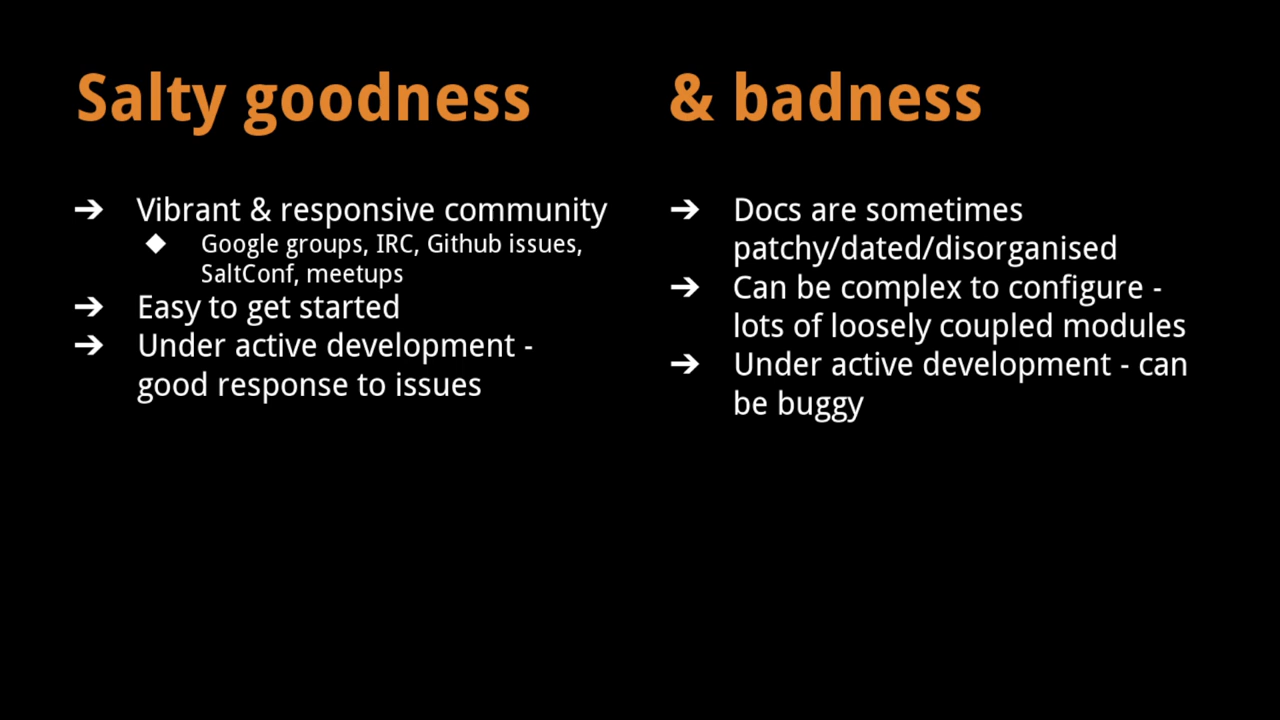 Salty goodness
➔ Vibrant & responsive community
◆ Google groups, IRC, Github issues,
SaltConf, meetups
➔ Easy to get started
➔ Under active development -
good response to issues
& badness
➔ Docs are sometimes
patchy/dated/disorganised
➔ Can be complex to configure -
lots of loosely coupled modules
➔ Under active development - can
be buggy